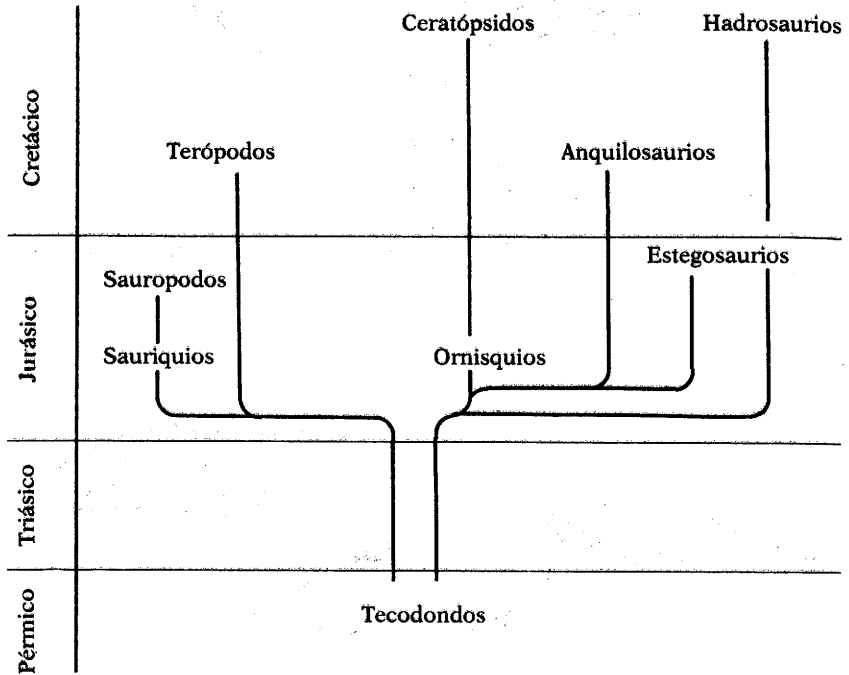 Ceratópsidos
Hadrosaurios
Cretácico
Terópodos
Anquilosaurios
Estegosaurios
Sauropodos
Jurásico
Sauriquios
Ornisquios
Triásico
Pérmico
Tecodondos